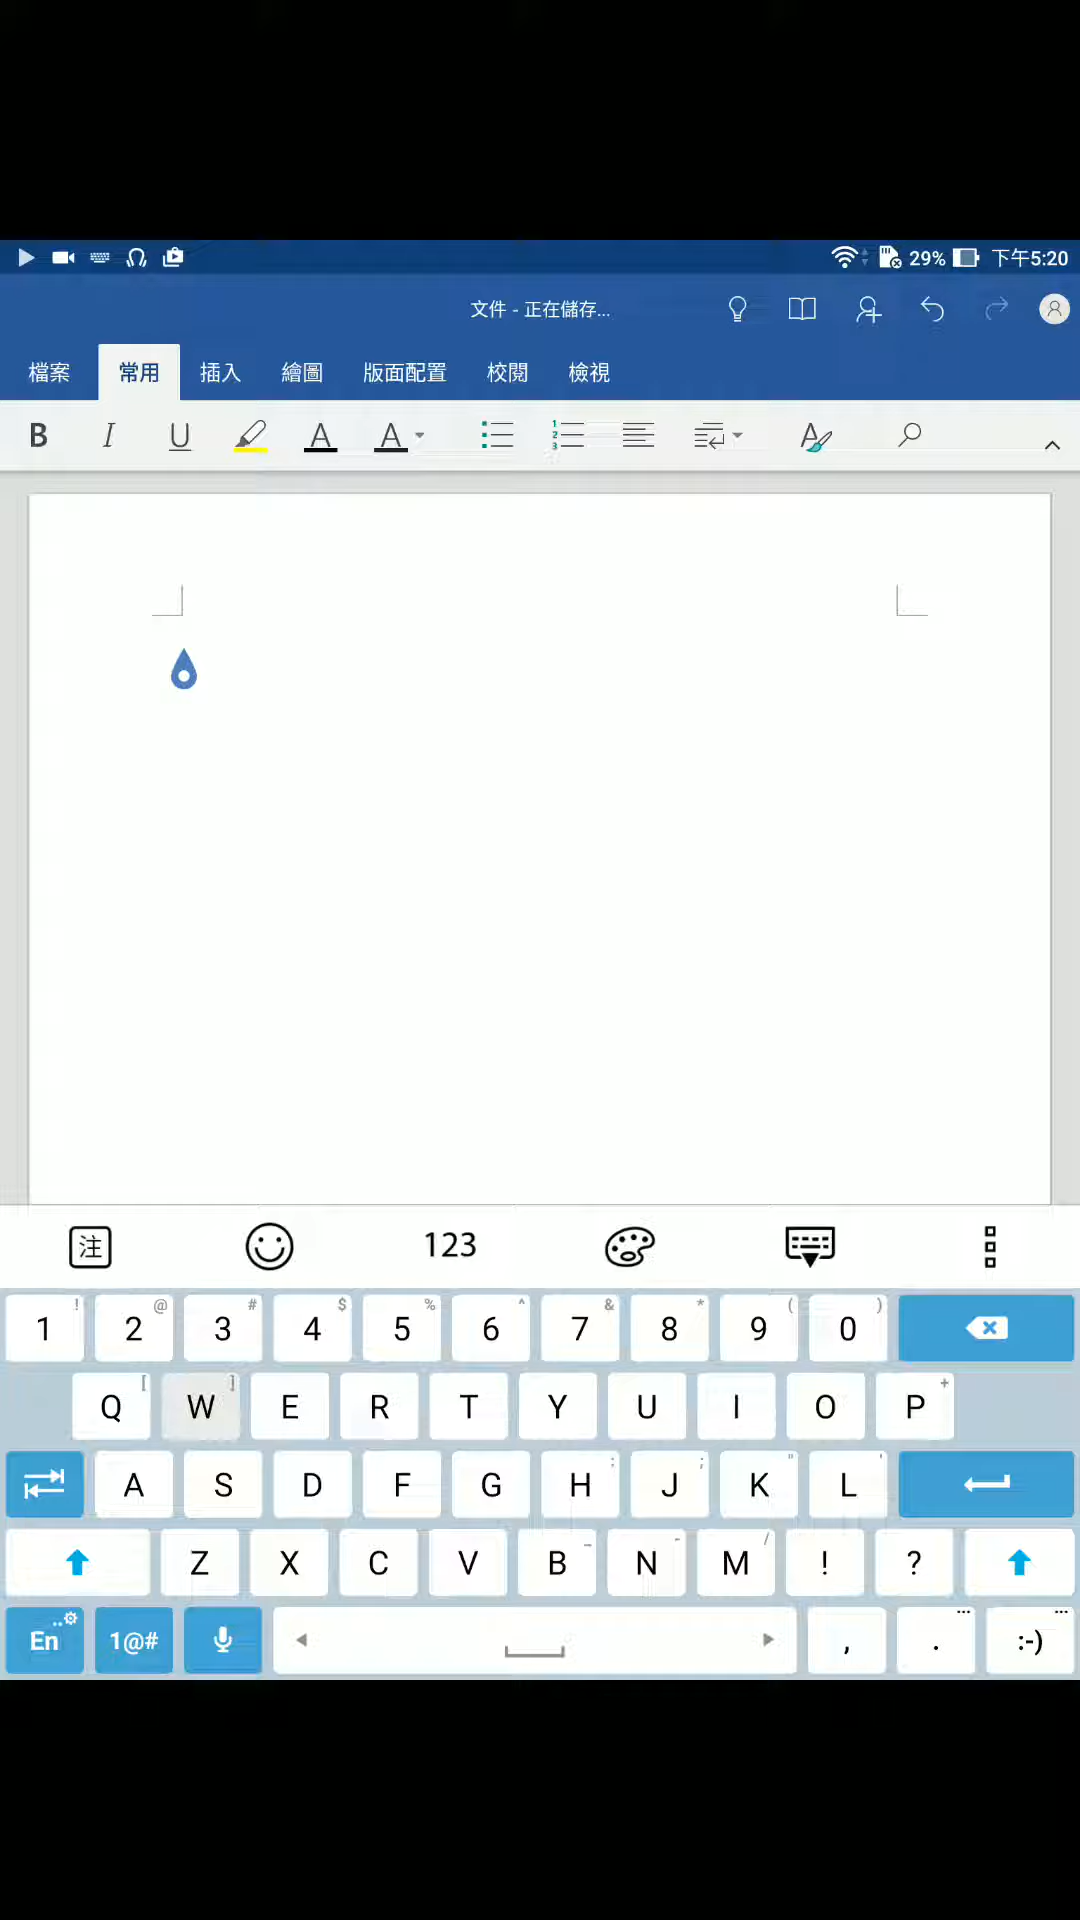 29% 下午5:20
文件 - 正在儲存...
檔案 常用 插入 繪圖 版面配置 校閱 檢視
B I U A A A
注 123
1 ! 2 @ 3 # 4 $ 5 % 6 ^ 7 & 8 * 9 ( 0 )
Q [ W ] E R T Y U I O P +
A S D F G H : J ; K " L '
Z X C V B _ N - M / ! ?
En 1@# , . :-)